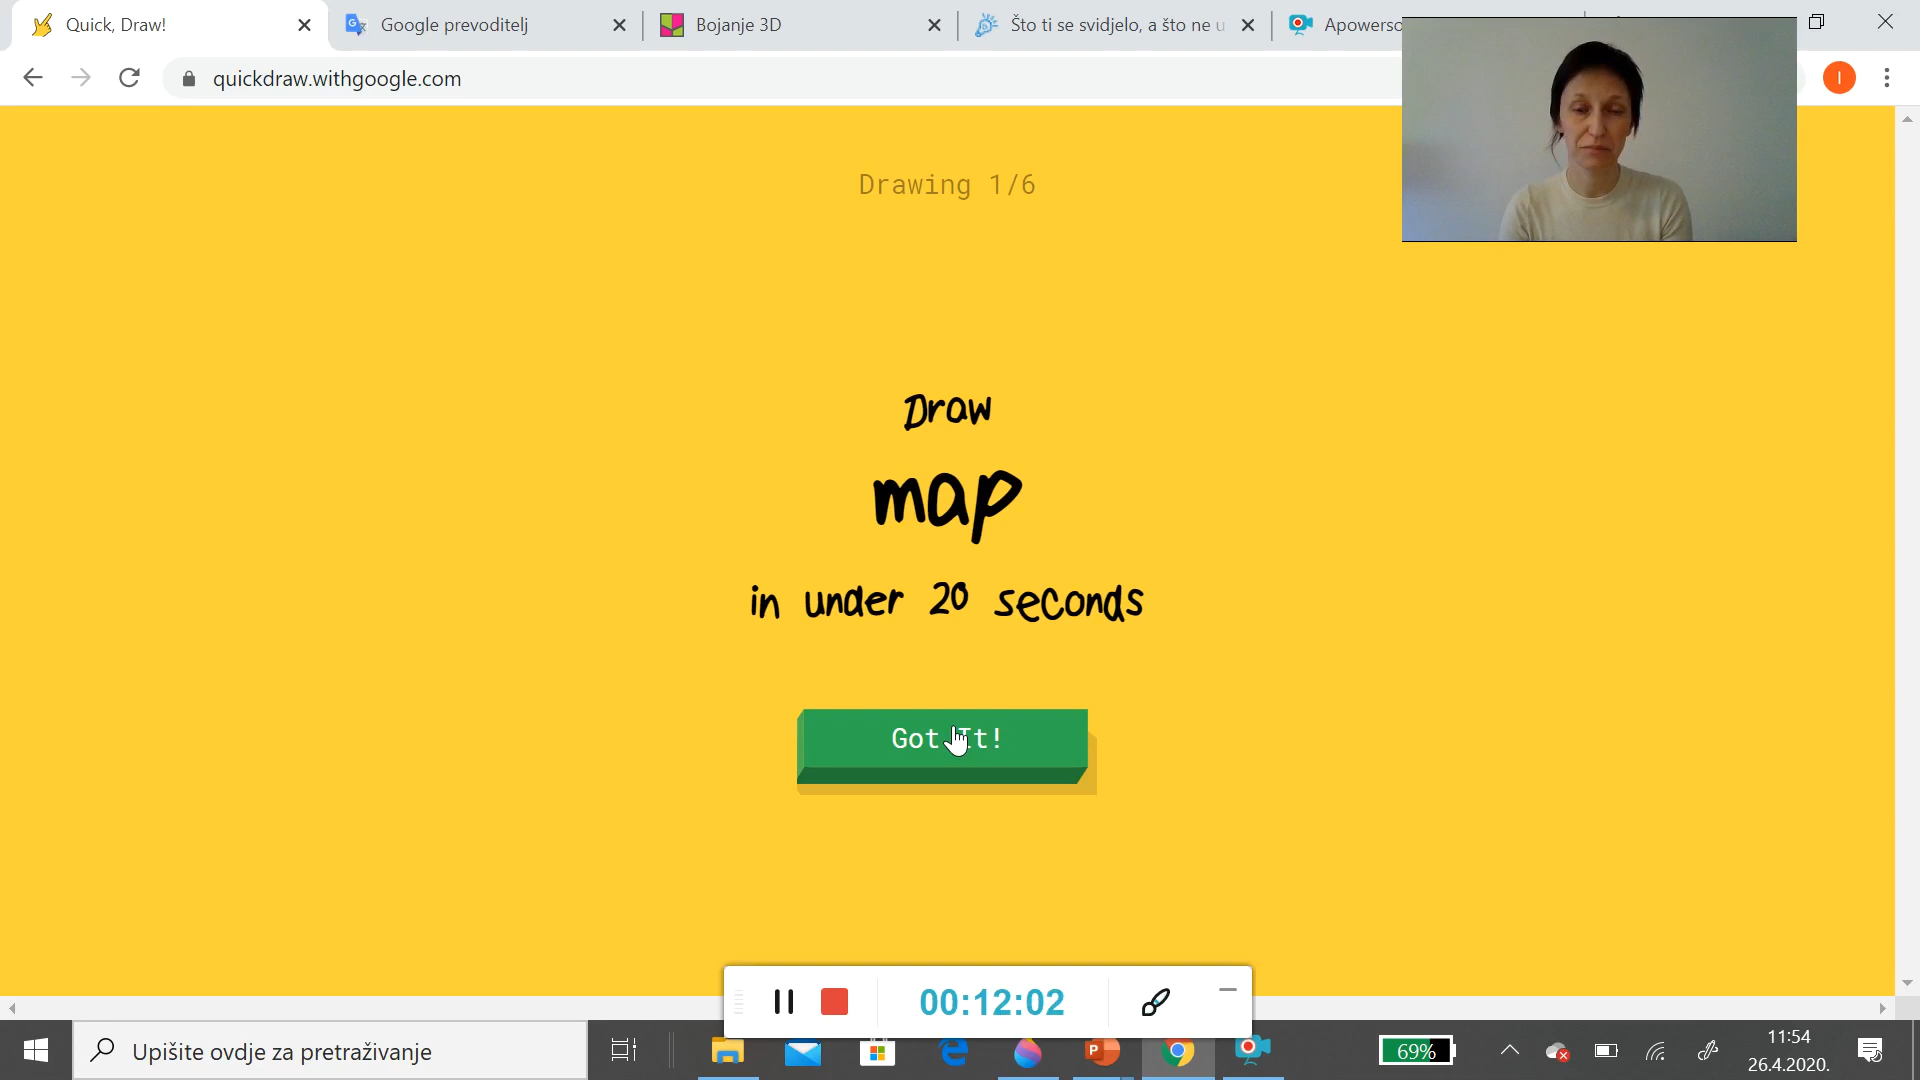 Quick, Draw!
Google prevoditelj
Bojanje 3D
Što ti se svidjelo, a što ne u
Apowerso
quickdraw.withgoogle.com
I
Drawing 1/6
Draw
map
in under 20 seconds
Got It!
00:12:02
Upišite ovdje za pretraživanje
69%
11:54
26.4.2020.